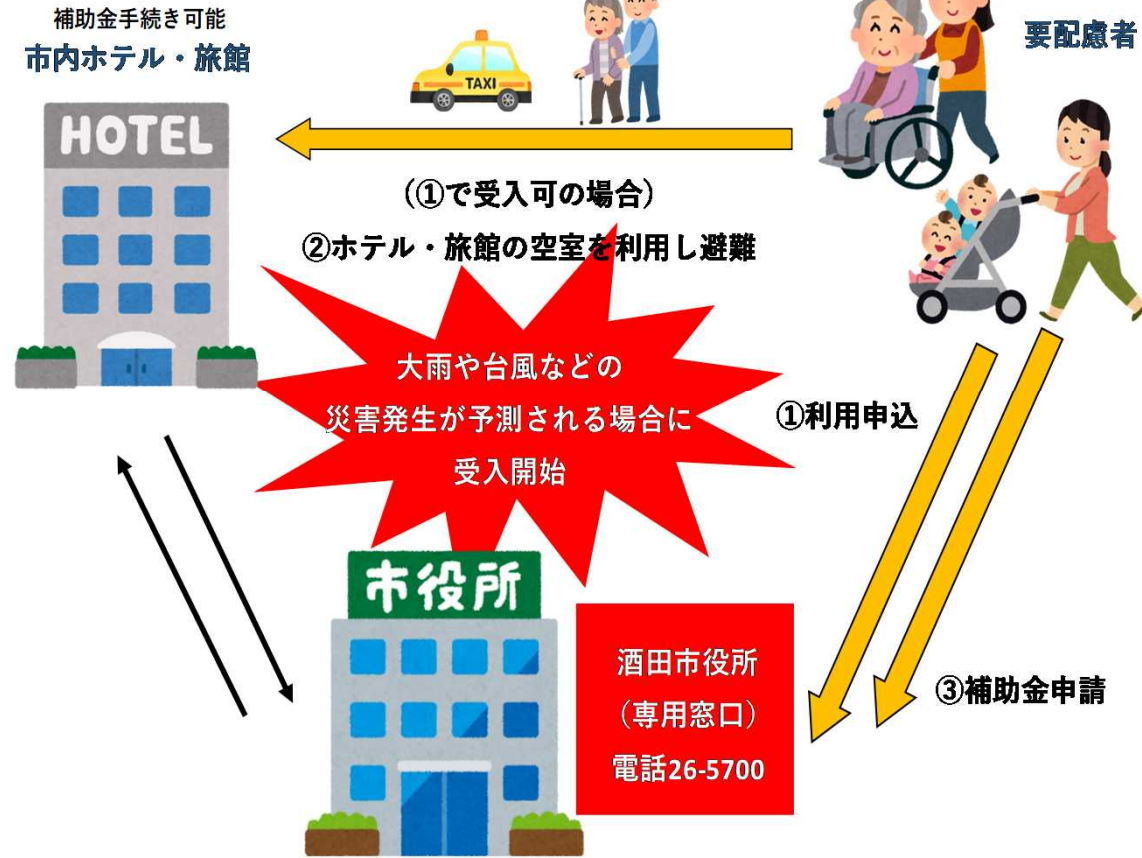 補助金手続き可能
市内ホテル・旅館
HOTEL
TAXI
要配慮者
(①で受入可の場合)
②ホテル・旅館の空室を利用し避難
大雨や台風などの
災害発生が予測される場合に
受入開始
①利用申込
市役所
酒田市役所
(専用窓口)
電話26-5700
③補助金申請